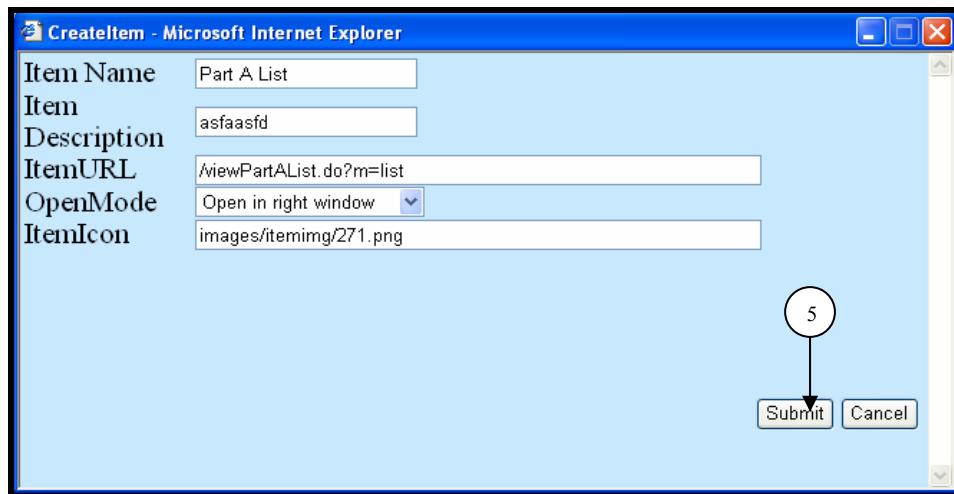 CreateItem - Microsoft Internet Explorer
Item Name Part A List
Item
Description asfaasfd
ItemURL /viewPartAList.do?m=list
OpenMode Open in right window
ItemIcon images/itemimg/271.png
5
Submit Cancel